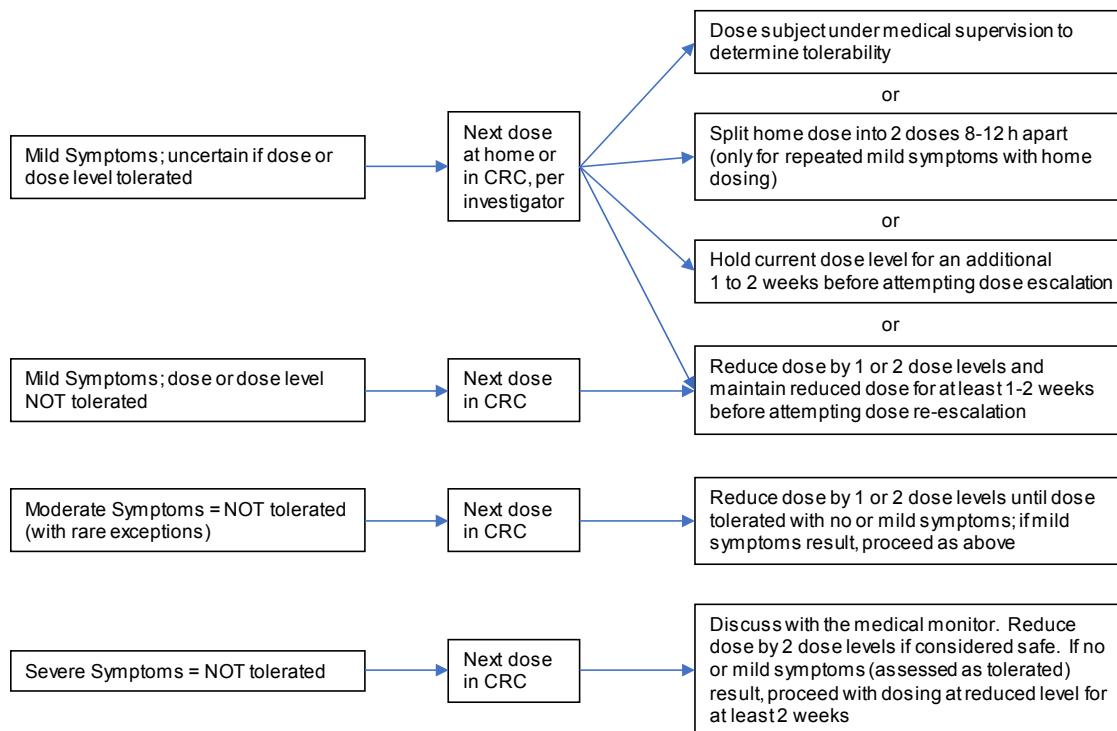 Mild Symptoms; uncertain if dose or
dose level tolerated
Next dose
at home or
in CRC, per
investigator
Dose subject under medical supervision to
determine tolerability
or
Split home dose into 2 doses 8-12 h apart
(only for repeated mild symptoms with home
dosing)
or
Hold current dose level for an additional
1 to 2 weeks before attempting dose escalation
or
Mild Symptoms; dose or dose level
NOT tolerated
Next dose
in CRC
Reduce dose by 1 or 2 dose levels and
maintain reduced dose for at least 1-2 weeks
before attempting dose re-escalation
Moderate Symptoms = NOT tolerated
(with rare exceptions)
Next dose
in CRC
Reduce dose by 1 or 2 dose levels until dose
tolerated with no or mild symptoms; if mild
symptoms result, proceed as above
Severe Symptoms = NOT tolerated
Next dose
in CRC
Discuss with the medical monitor.  Reduce
dose by 2 dose levels if considered safe.  If no
or mild symptoms (assessed as tolerated)
result, proceed with dosing at reduced level for
at least 2 weeks